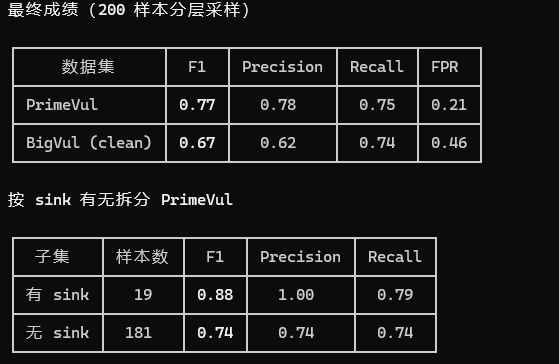 最终成绩（200 样本分层采样）
数据集 F1 Precision Recall FPR
PrimeVul 0.77 0.78 0.75 0.21
BigVul (clean) 0.67 0.62 0.74 0.46
按 sink 有无拆分 PrimeVul
子集 样本数 F1 Precision Recall
有 sink 19 0.88 1.00 0.79
无 sink 181 0.74 0.74 0.74